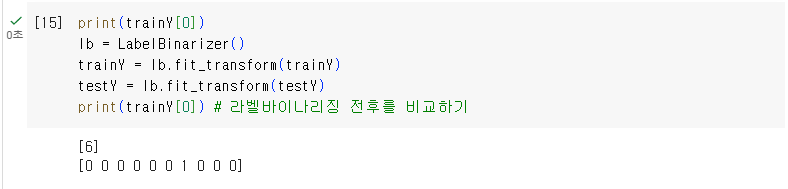 [15] print(trainY[0])
0초 lb = LabelBinarizer()
trainY = lb.fit_transform(trainY)
testY = lb.fit_transform(testY)
print(trainY[0]) # 라벨바이나리징 전후를 비교하기
[6]
[0 0 0 0 0 0 1 0 0 0]